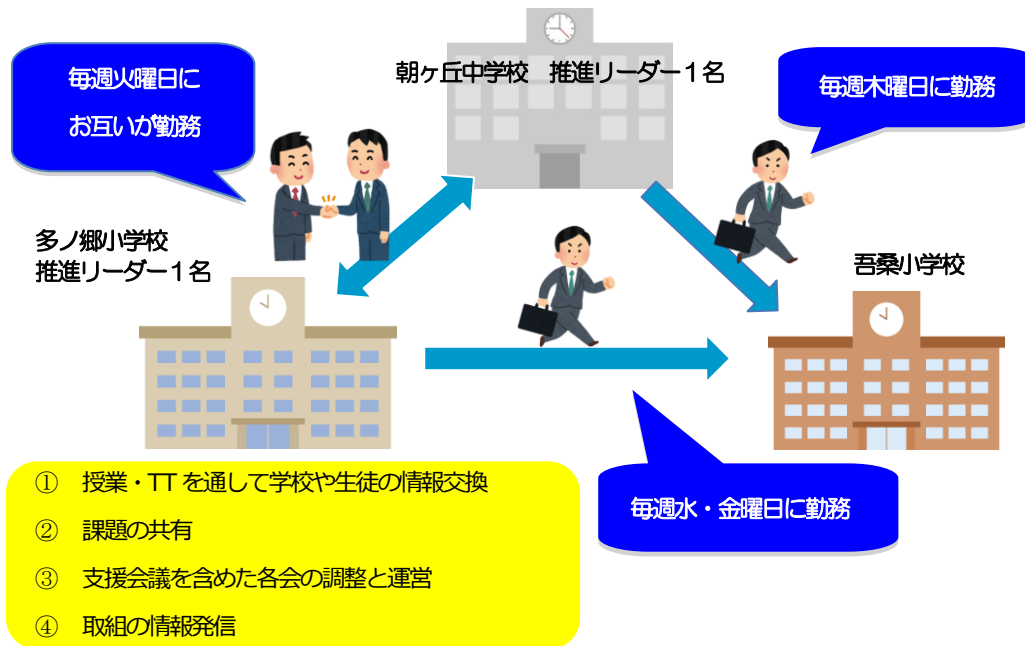 毎週火曜日に
お互いが勤務
朝ヶ丘中学校　推進リーダー１名
毎週木曜日に勤務
多ノ郷小学校
推進リーダー１名
吾桑小学校
毎週水・金曜日に勤務
①　授業・TTを通して学校や生徒の情報交換
②　課題の共有
③　支援会議を含めた各会の調整と運営
④　取組の情報発信